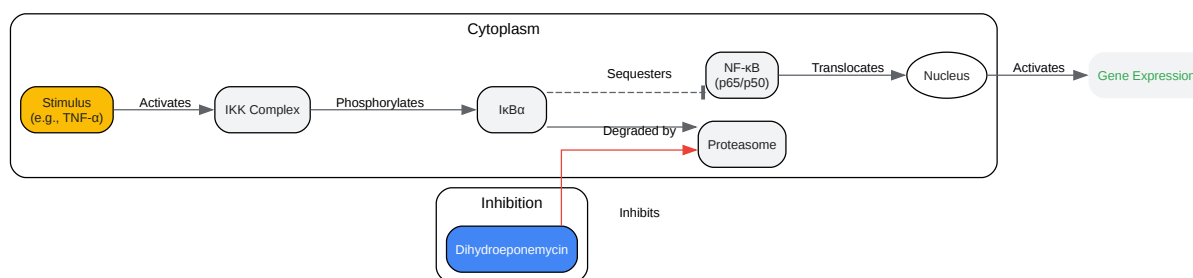 Cytoplasm
Stimulus
(e.g., TNF-α)
Activates
IKK Complex
Phosphorylates
IκBα
Sequesters
NF-κB
(p65/p50)
Translocates
Nucleus
Activates
Gene Expression
Degraded by
Proteasome
Inhibition
Inhibits
Dihydroeponemycin